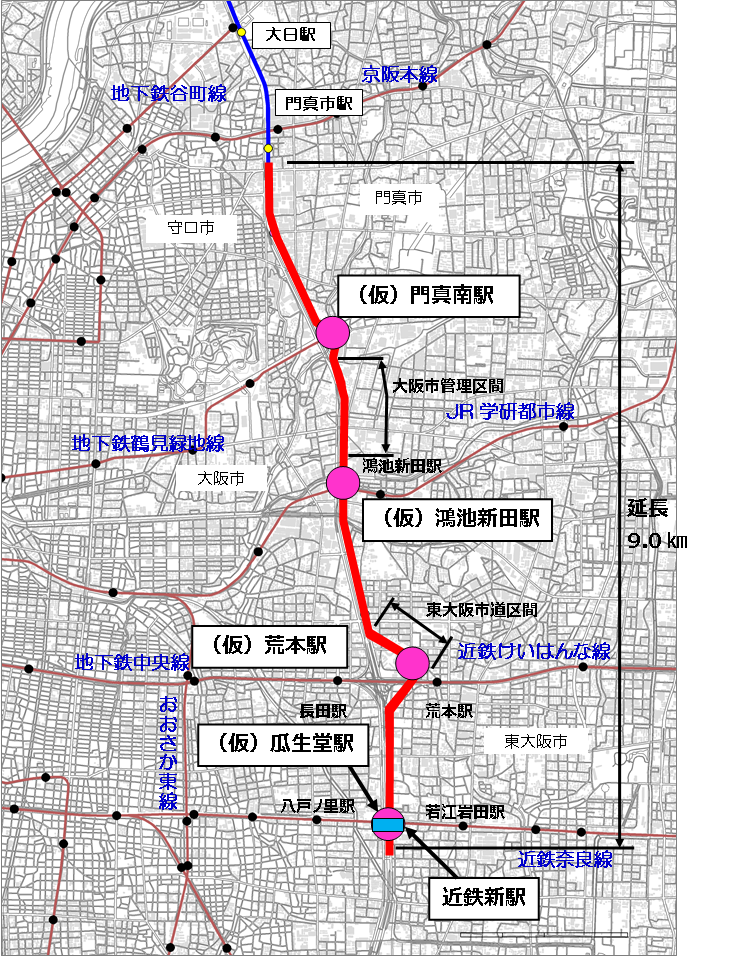 大日駅
京阪本線
地下鉄谷町線
門真市駅
門真市
守口市
（仮）門真南駅
大阪市管理区間
JR学研都市線
地下鉄鶴見緑地線
鴻池新田駅
大阪市
（仮）鴻池新田駅
延長
9.0㎞
東大阪市道区間
（仮）荒本駅
近鉄けいはんな線
地下鉄中央線
おおさか東線
長田駅
荒本駅
（仮）瓜生堂駅
東大阪市
八戸ノ里駅
若江岩田駅
近鉄奈良線
近鉄新駅